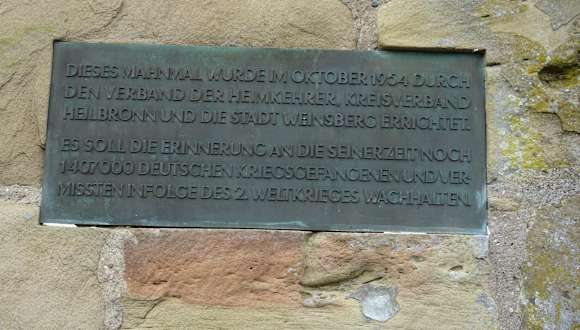 DIESES MAHNMAL WURDE IM OKTOBER 1954 DURCH
DEN VERBAND DER HEIMKEHRER, KREISVERBAND
HEILBRONN UND DIE STADT WEINSBERG ERRICHTET.
ES SOLL DIE ERINNERUNG AN DIE SEINERZEIT NOCH
1407000 DEUTSCHEN KRIEGSGEFANGENEN UND VER-
MISSTEN INFOLGE DES 2. WELTKRIEGES WACHHALTEN.